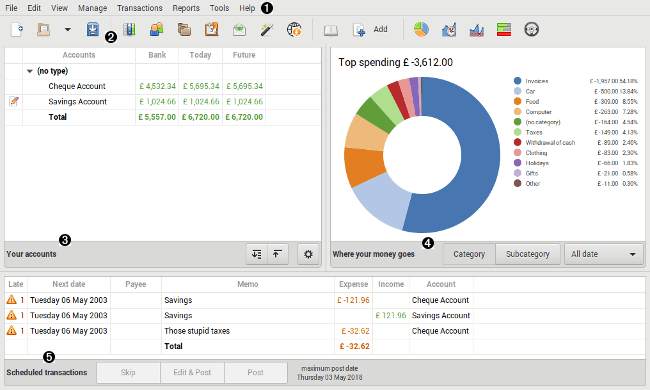 File Edit View Manage Transactions Reports Tools Help 1
2 Add
Accounts Bank Today Future
(no type)
Cheque Account £ 4,532.34 £ 5,695.34 £ 5,695.34
Savings Account £ 1,024.66 £ 1,024.66 £ 1,024.66
Total £ 5,557.00 £ 6,720.00 £ 6,720.00
3
Your accounts
Top spending £ -3,612.00
Invoices £ -1,957.00 54.18%
Car £ -500.00 13.84%
Food £ -309.00 8.55%
Computer £ -263.00 7.28%
(no category) £ -164.00 4.54%
Taxes £ -149.00 4.13%
Withdrawal of cash £ -89.00 2.46%
Clothing £ -83.00 2.30%
Holidays £ -66.00 1.83%
Gifts £ -21.00 0.58%
Other £ -11.00 0.30%
4
Where your money goes Category Subcategory All date
Late Next date Payee Memo Expense Income Account
1 Tuesday 06 May 2003 Savings £ -121.96 Cheque Account
1 Tuesday 06 May 2003 Savings £ 121.96 Savings Account
1 Tuesday 06 May 2003 Those stupid taxes £ -32.62 Cheque Account
Total £ -32.62
5
Scheduled transactions Skip Edit & Post Post
maximum post date
Thursday 03 May 2018